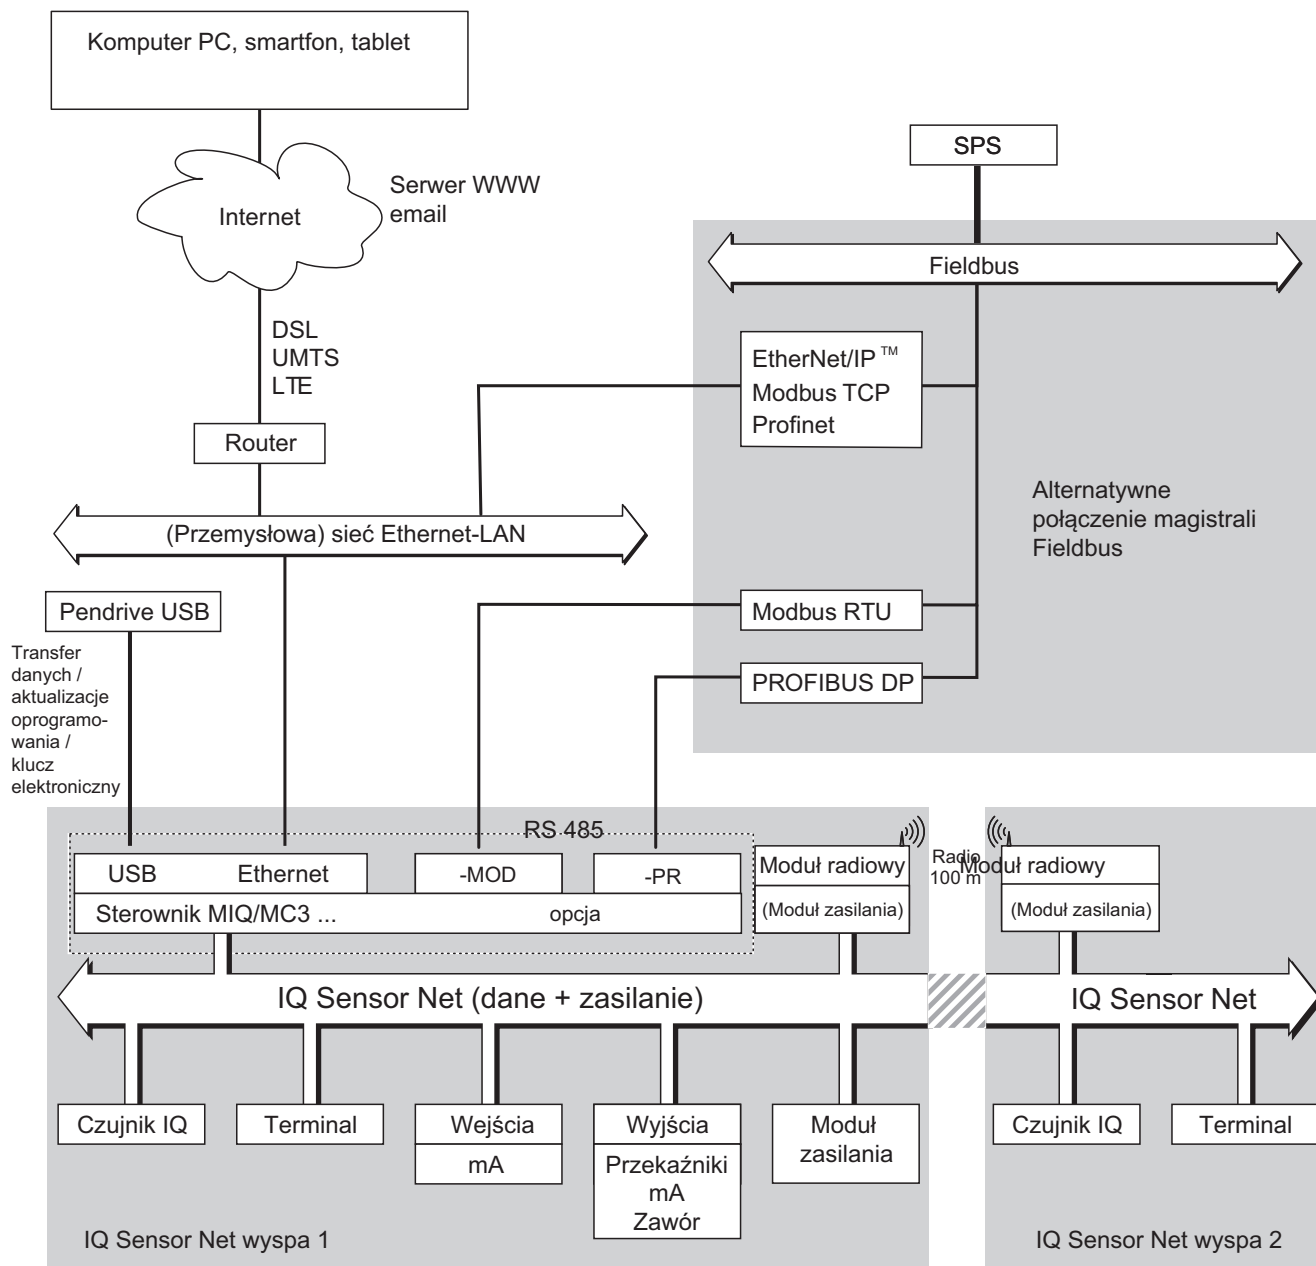 Komputer PC, smartfon, tablet
Serwer WWW
email
Internet
SPS
Fieldbus
DSL
UMTS
LTE
EtherNet/IP™
Modbus TCP
Profinet
Router
Alternatywne
połączenie magistrali
Fieldbus
(Przemysłowa) sieć Ethernet-LAN
Pendrive USB
Modbus RTU
Transfer
danych /
aktualizacje
oprogramo-
wania /
klucz
elektroniczny
PROFIBUS DP
RS 485
USB
Ethernet
-MOD
-PR
Sterownik MIQ/MC3 ...
opcja
Moduł radiowy
(Moduł zasilania)
Radio
100 m
Moduł radiowy
(Moduł zasilania)
IQ Sensor Net (dane + zasilanie)
IQ Sensor Net
Czujnik IQ
Terminal
Wejścia
mA
Wyjścia
Przekaźniki
mA
Zawór
Moduł
zasilania
Czujnik IQ
Terminal
IQ Sensor Net wyspa 1
IQ Sensor Net wyspa 2